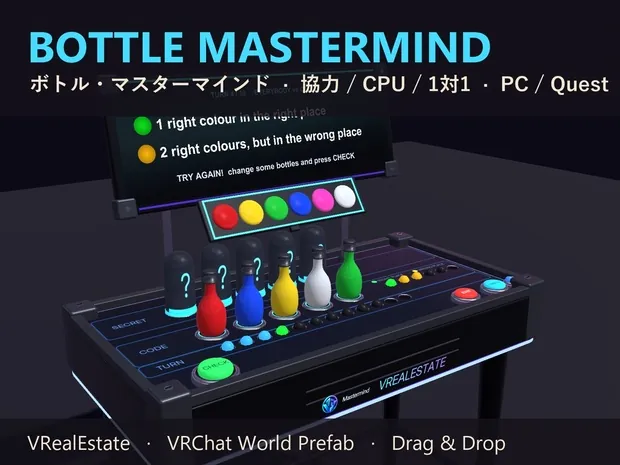 BOTTLE MASTERMIND
ボトル・マスターマインド · 協力 / CPU / 1対1 · PC / Quest
1 right colour in the right place
2 right colours, but in the wrong place
TRY AGAIN! change some bottles and press CHECK
? ? ? ? ?
SECRET
CODE
TURN
CHECK
Mastermind VREALESTATE
VRealEstate · VRChat World Prefab · Drag & Drop